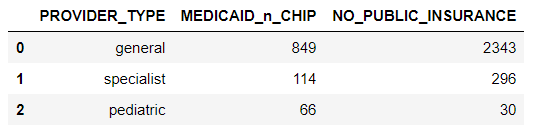 PROVIDER_TYPE MEDICAID_n_CHIP NO_PUBLIC_INSURANCE
0 general 849 2343
1 specialist 114 296
2 pediatric 66 30